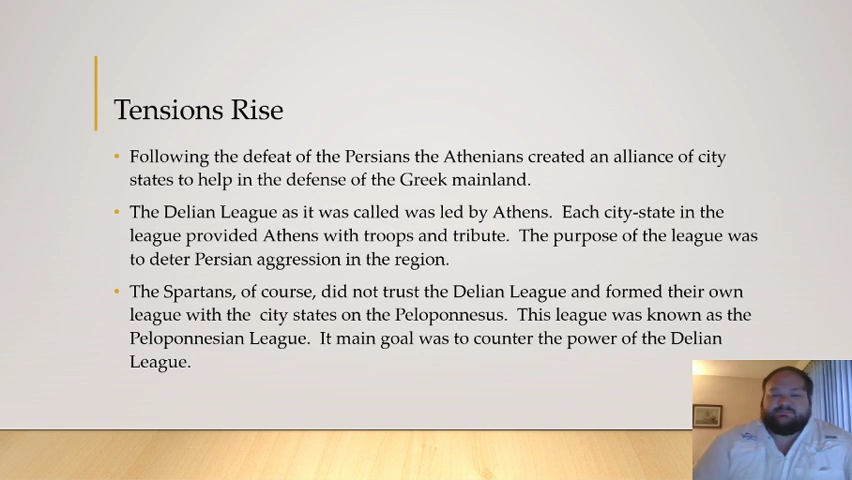 Tensions Rise
• Following the defeat of the Persians the Athenians created an alliance of city
states to help in the defense of the Greek mainland.
• The Delian League as it was called was led by Athens.  Each city-state in the
league provided Athens with troops and tribute.  The purpose of the league was
to deter Persian aggression in the region.
• The Spartans, of course, did not trust the Delian League and formed their own
league with the  city states on the Peloponnesus.  This league was known as the
Peloponnesian League.  It main goal was to counter the power of the Delian
League.